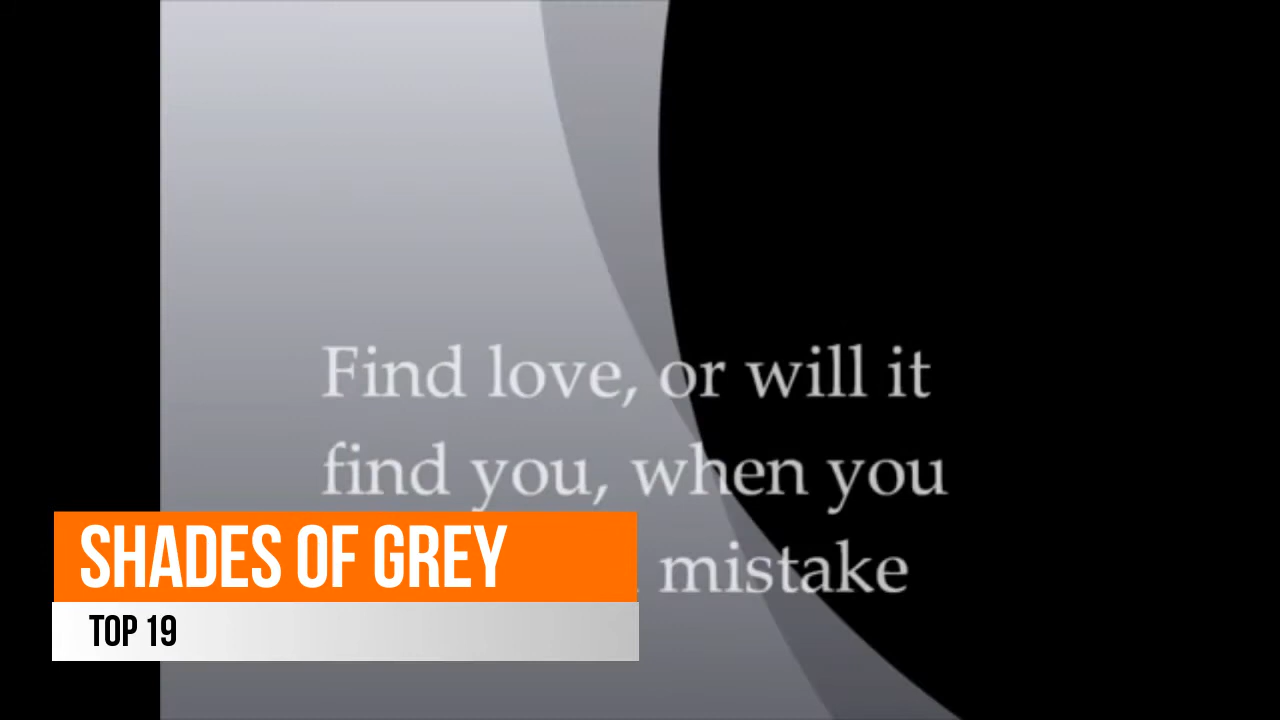 Find love, or will it
find you, when you
mistake
SHADES OF GREY
TOP 19